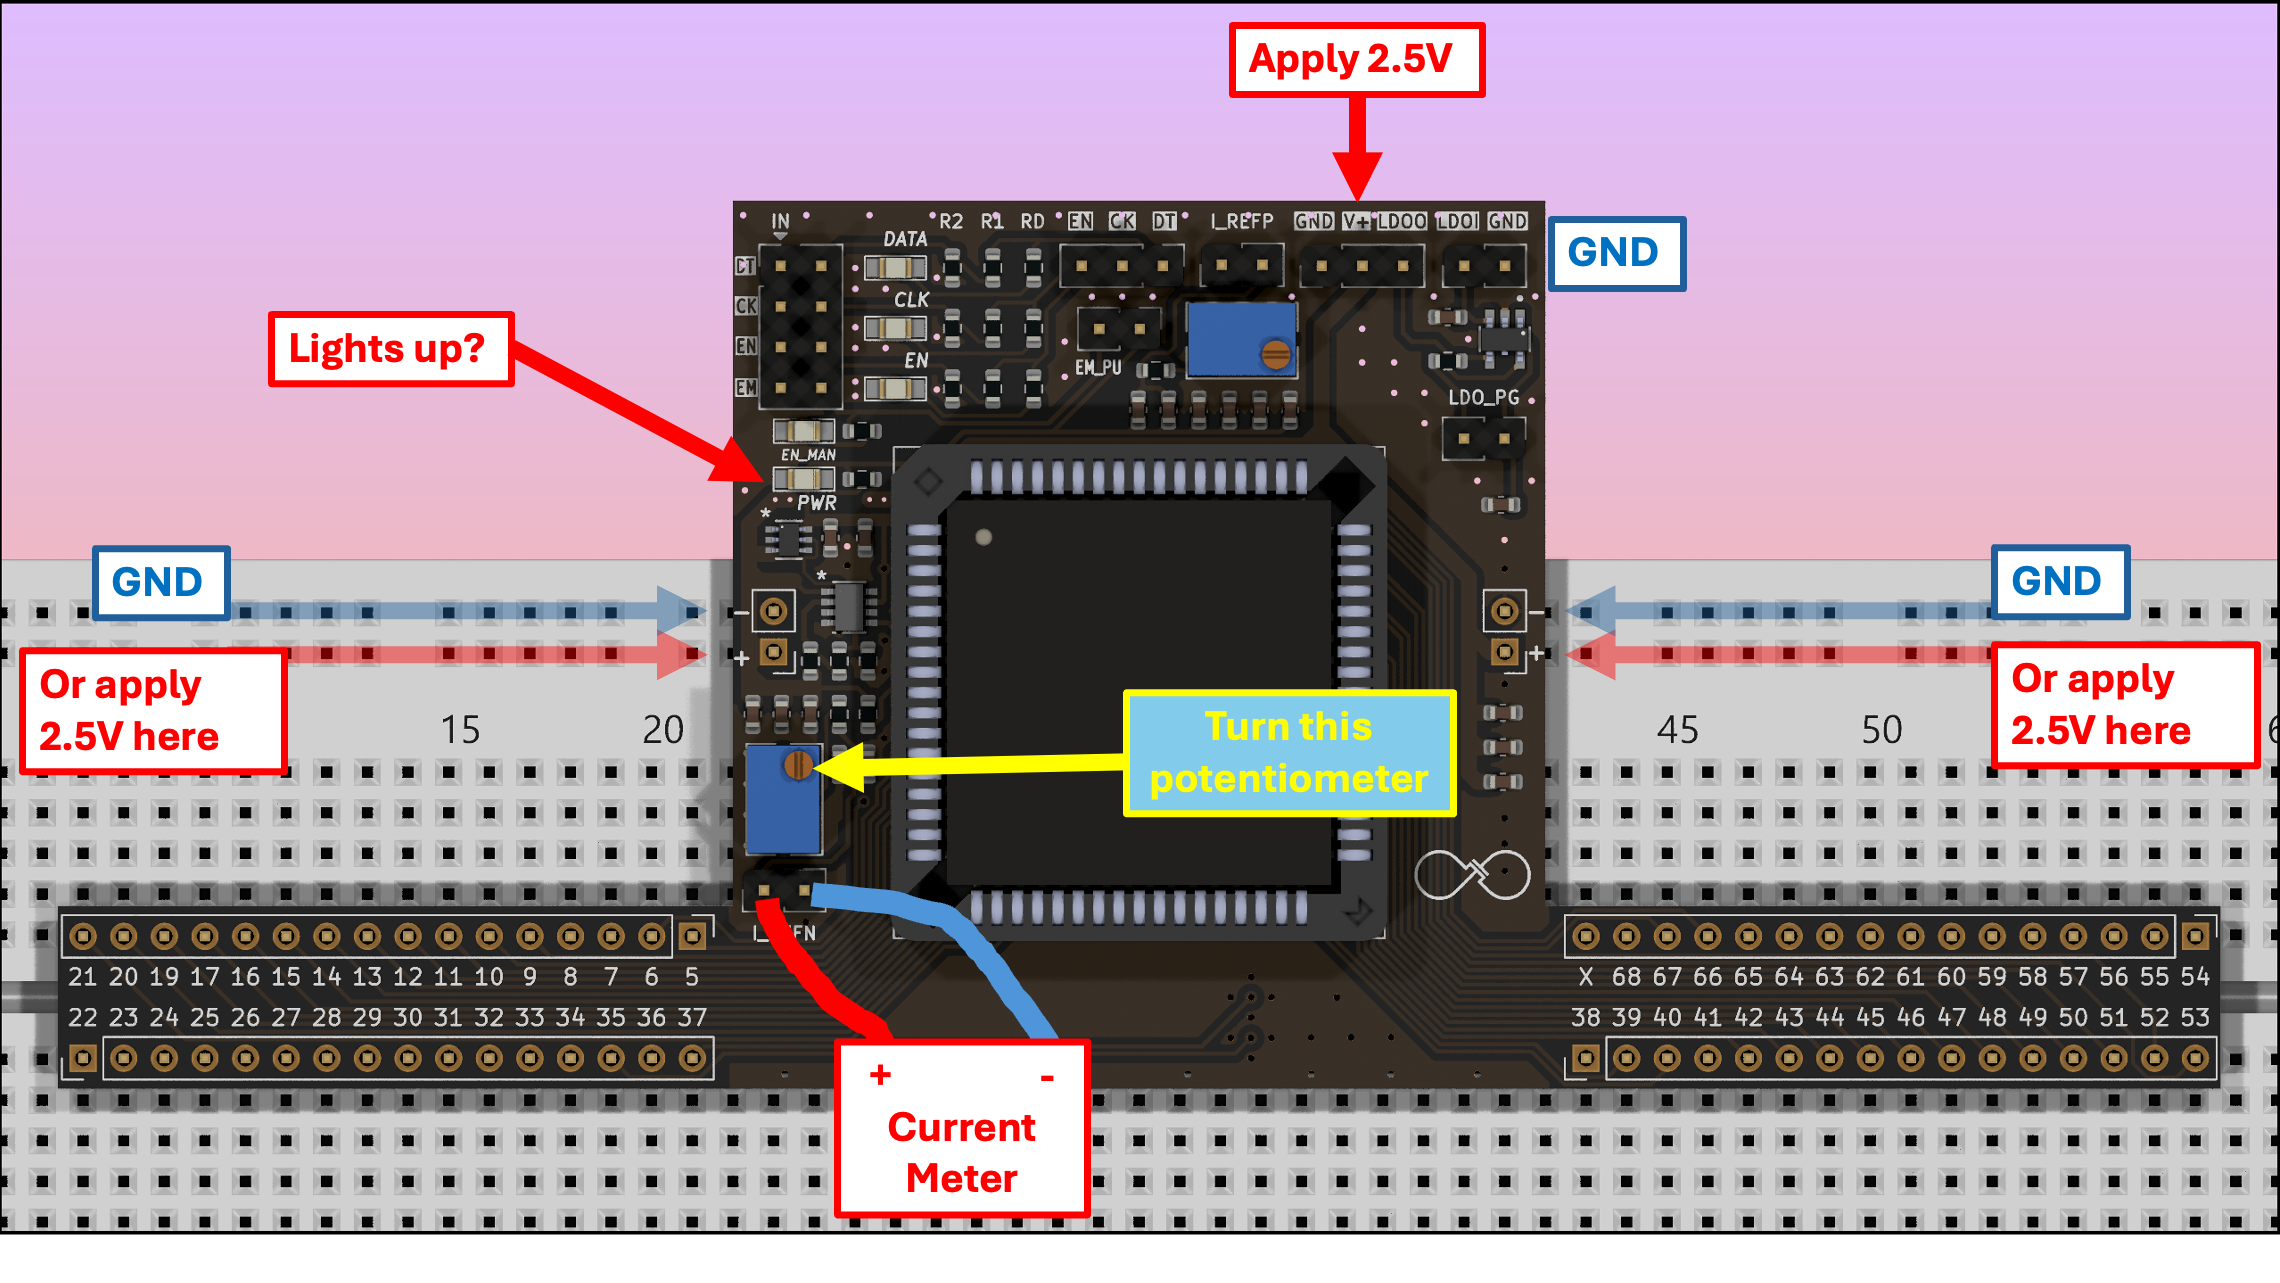 Apply 2.5V
IN
R2 R1 RD EN CK DT I_REFP GND V+ LDOO LDOI GND
GND
DATA
DT
CLK
CK
Lights up?
EN
EN
EM_PU
EM
LDO_PG
EN_MAN
PWR
*
*
GND
GND
- -
+ +
Or apply
2.5V here
Or apply
2.5V here
15 20 45 50
Turn this
potentiometer
21 20 19 17 16 15 14 13 12 11 10 9 8 7 6 5
X 68 67 66 65 64 63 62 61 60 59 58 57 56 55 54
22 23 24 25 26 27 28 29 30 31 32 33 34 35 36 37
38 39 40 41 42 43 44 45 46 47 48 49 50 51 52 53
+ -
Current
Meter